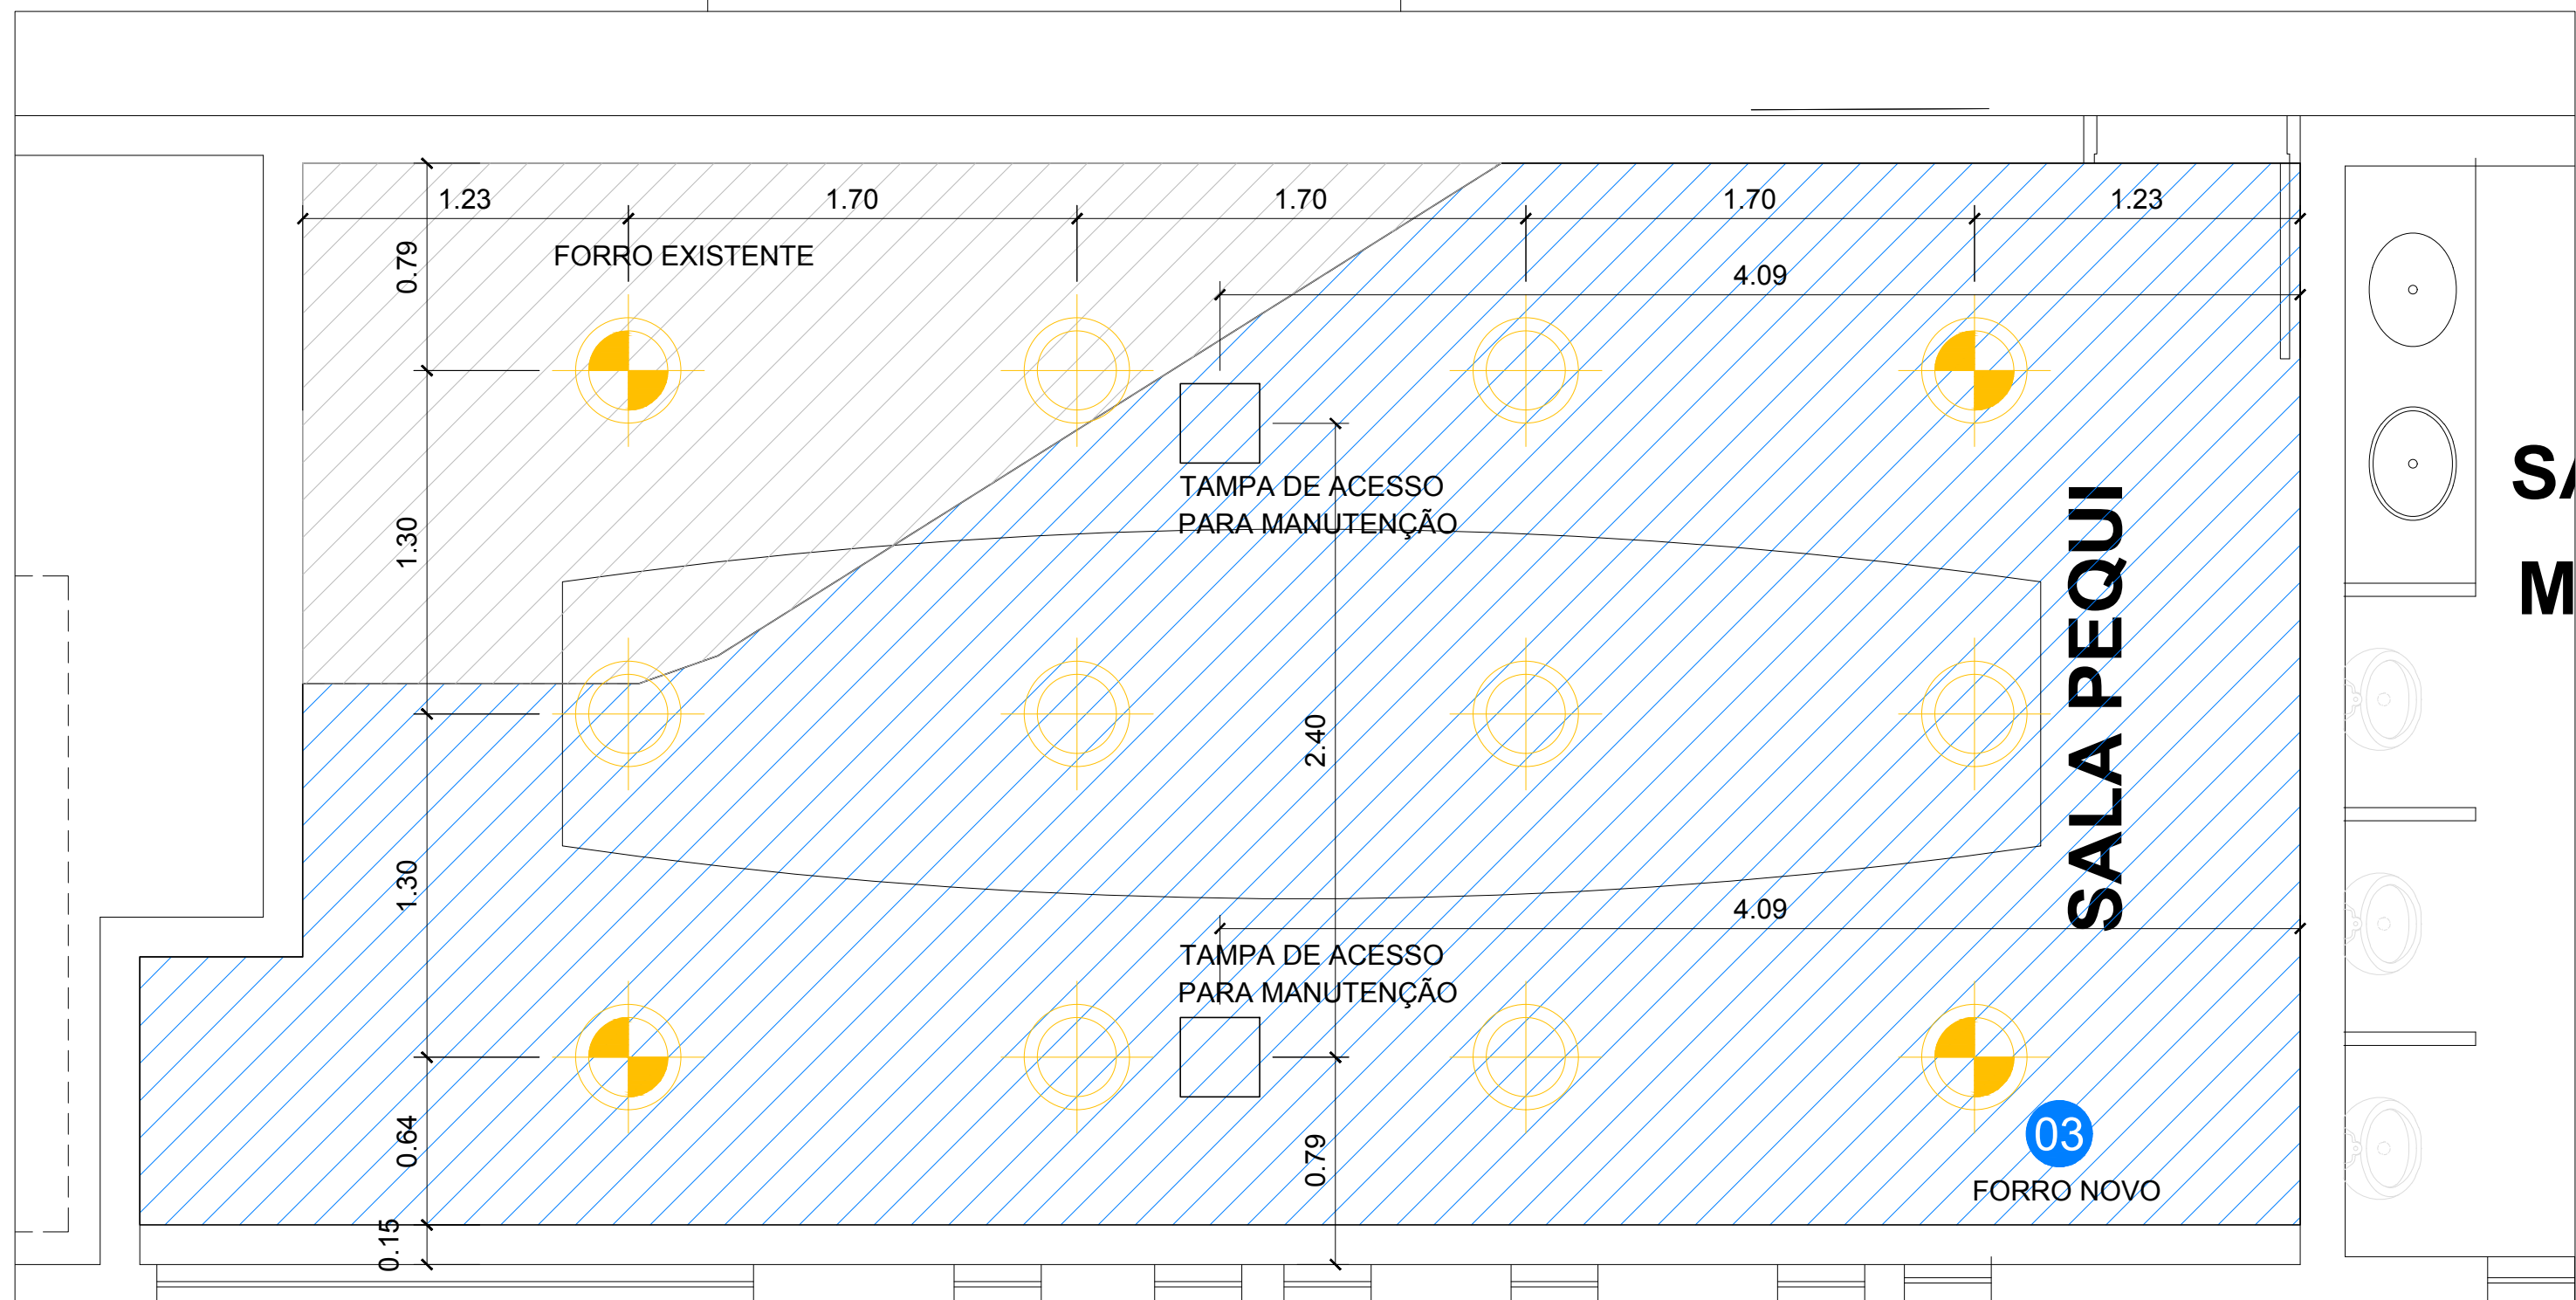 1.23
1.70
1.70
1.70
1.23
FORRO EXISTENTE
0.79
4.09
TAMPA DE ACESSO
PARA MANUTENÇÃO
1.30
SALA PEQUI
2.40
1.30
4.09
TAMPA DE ACESSO
PARA MANUTENÇÃO
0.64
0.79
03
FORRO NOVO
0.15
SA
M